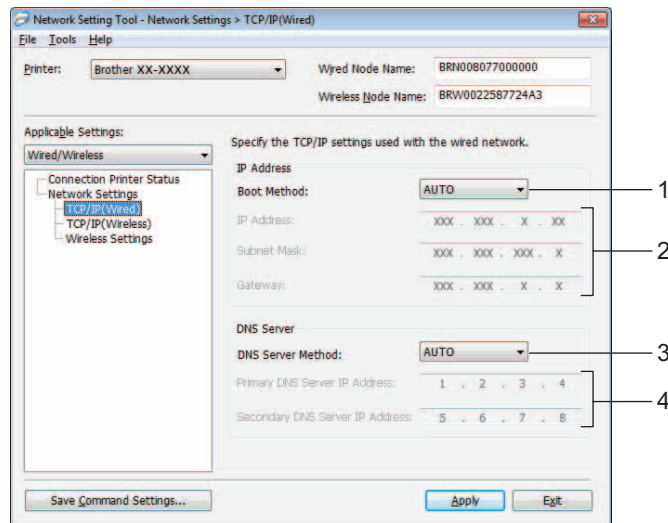 Network Setting Tool - Network Settings > TCP/IP(Wired)
File Tools Help
Printer: Brother XX-XXXX Wired Node Name: BRN008077000000
Wireless Node Name: BRW0022587724A3
Applicable Settings:
Wired/Wireless
Connection Printer Status
Network Settings
TCP/IP(Wired)
TCP/IP(Wireless)
Wireless Settings
Specify the TCP/IP settings used with the wired network.
IP Address
Boot Method: AUTO 1
IP Address: XXX . XXX . X . XX
Subnet Mask: XXX . XXX . XXX . X 2
Gateway: XXX . XXX . X . X
DNS Server
DNS Server Method: AUTO 3
Primary DNS Server IP Address: 1 . 2 . 3 . 4
4
Secondary DNS Server IP Address: 5 . 6 . 7 . 8
Save Command Settings... Apply Exit